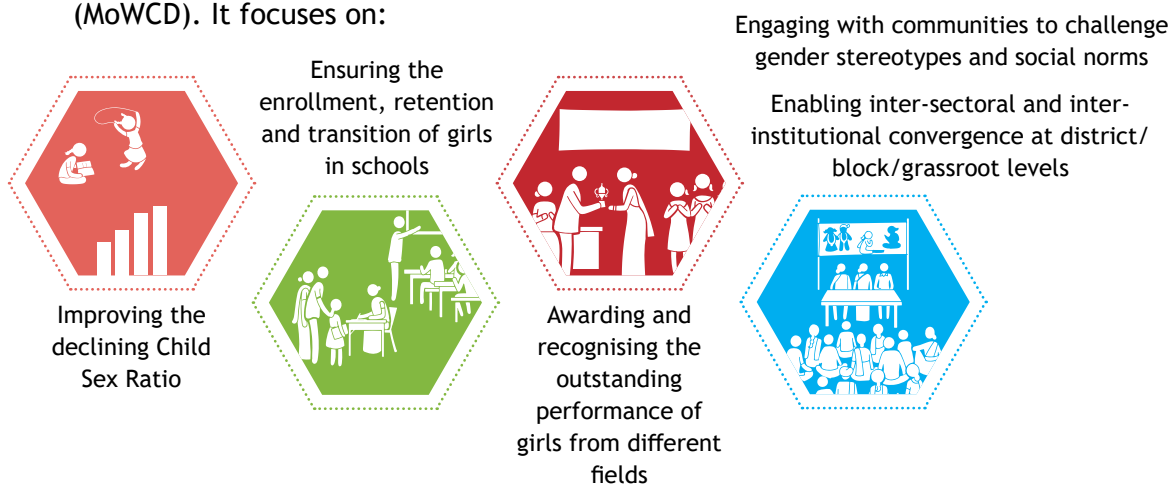 (MoWCD). It focuses on:
Improving the
declining Child
Sex Ratio
Ensuring the
enrollment, retention
and transition of girls
in schools
Awarding and
recognising the
outstanding
performance of
girls from different
fields
Engaging with communities to challenge
gender stereotypes and social norms
Enabling inter-sectoral and inter-
institutional convergence at district/
block/grassroot levels